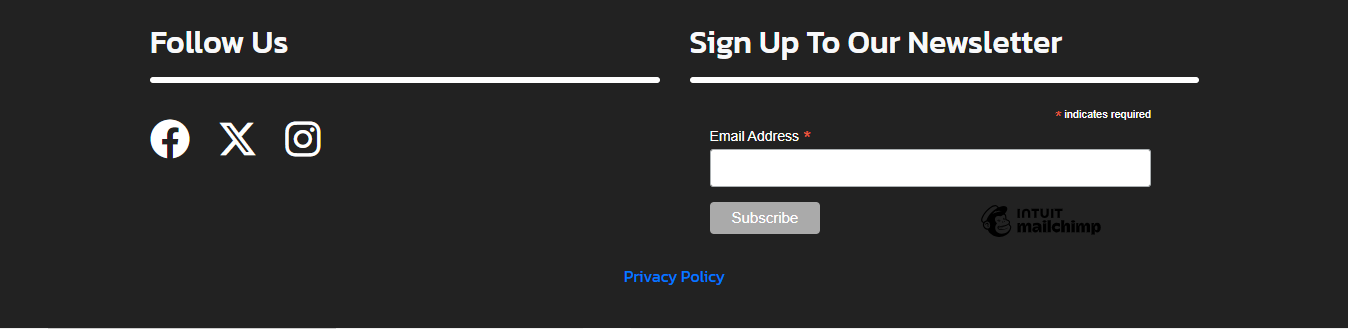 Follow Us
Sign Up To Our Newsletter
* indicates required
Email Address *
Subscribe
INTUIT
mailchimp
Privacy Policy